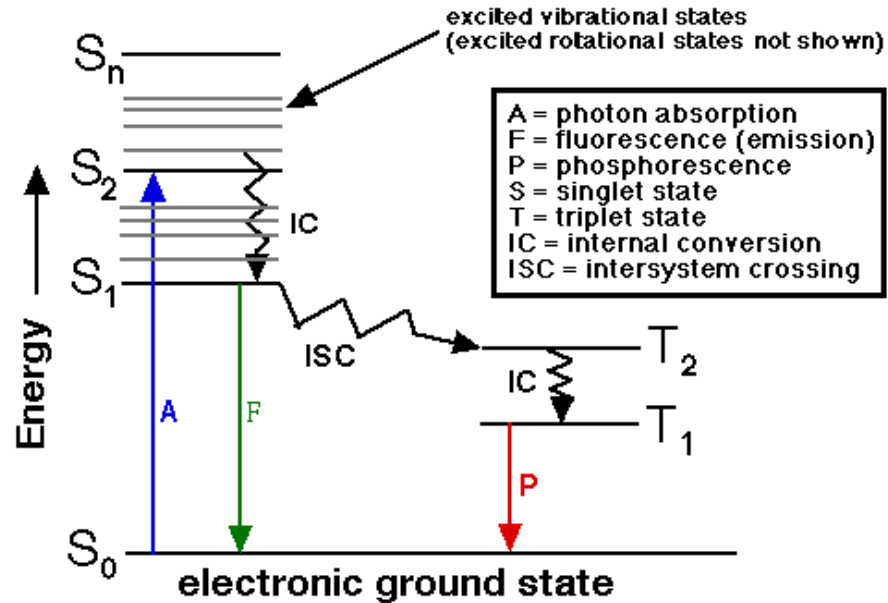 excited vibrational states
(excited rotational states not shown)
Sn
A = photon absorption
F = fluorescence (emission)
P = phosphorescence
S = singlet state
T = triplet state
IC = internal conversion
ISC = intersystem crossing
S2
IC
S1
ISC
T2
IC
T1
Energy
A
F
P
S0
electronic ground state